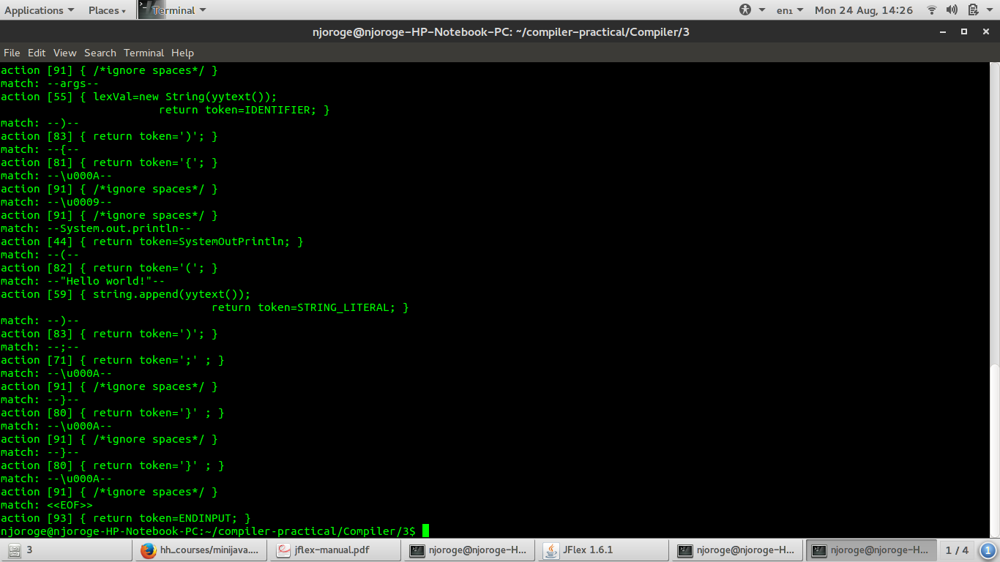 Applications Places Terminal en₁ Mon 24 Aug, 14:26
njoroge@njoroge-HP-Notebook-PC: ~/compiler-practical/Compiler/3
File Edit View Search Terminal Help
action [91] { /*ignore spaces*/ }
match: --args--
action [55] { lexVal=new String(yytext());
                        return token=IDENTIFIER; }
match: --)--
action [83] { return token=')'; }
match: --{--
action [81] { return token='{'; }
match: --\u000A--
action [91] { /*ignore spaces*/ }
match: --\u0009--
action [91] { /*ignore spaces*/ }
match: --System.out.println--
action [44] { return token=SystemOutPrintln; }
match: --(--
action [82] { return token='('; }
match: --"Hello world!"--
action [59] { string.append(yytext());
                                return token=STRING_LITERAL; }
match: --)--
action [83] { return token=')'; }
match: --;--
action [71] { return token=';' ; }
match: --\u000A--
action [91] { /*ignore spaces*/ }
match: --}--
action [80] { return token='}' ; }
match: --\u000A--
action [91] { /*ignore spaces*/ }
match: --}--
action [80] { return token='}' ; }
match: --\u000A--
action [91] { /*ignore spaces*/ }
match: <<EOF>>
action [93] { return token=ENDINPUT; }
njoroge@njoroge-HP-Notebook-PC:~/compiler-practical/Compiler/3$
3 hh_courses/minijava.... jflex-manual.pdf njoroge@njoroge-H... JFlex 1.6.1 njoroge@njoroge-H... njoroge@njoroge-H... 1 / 4 1